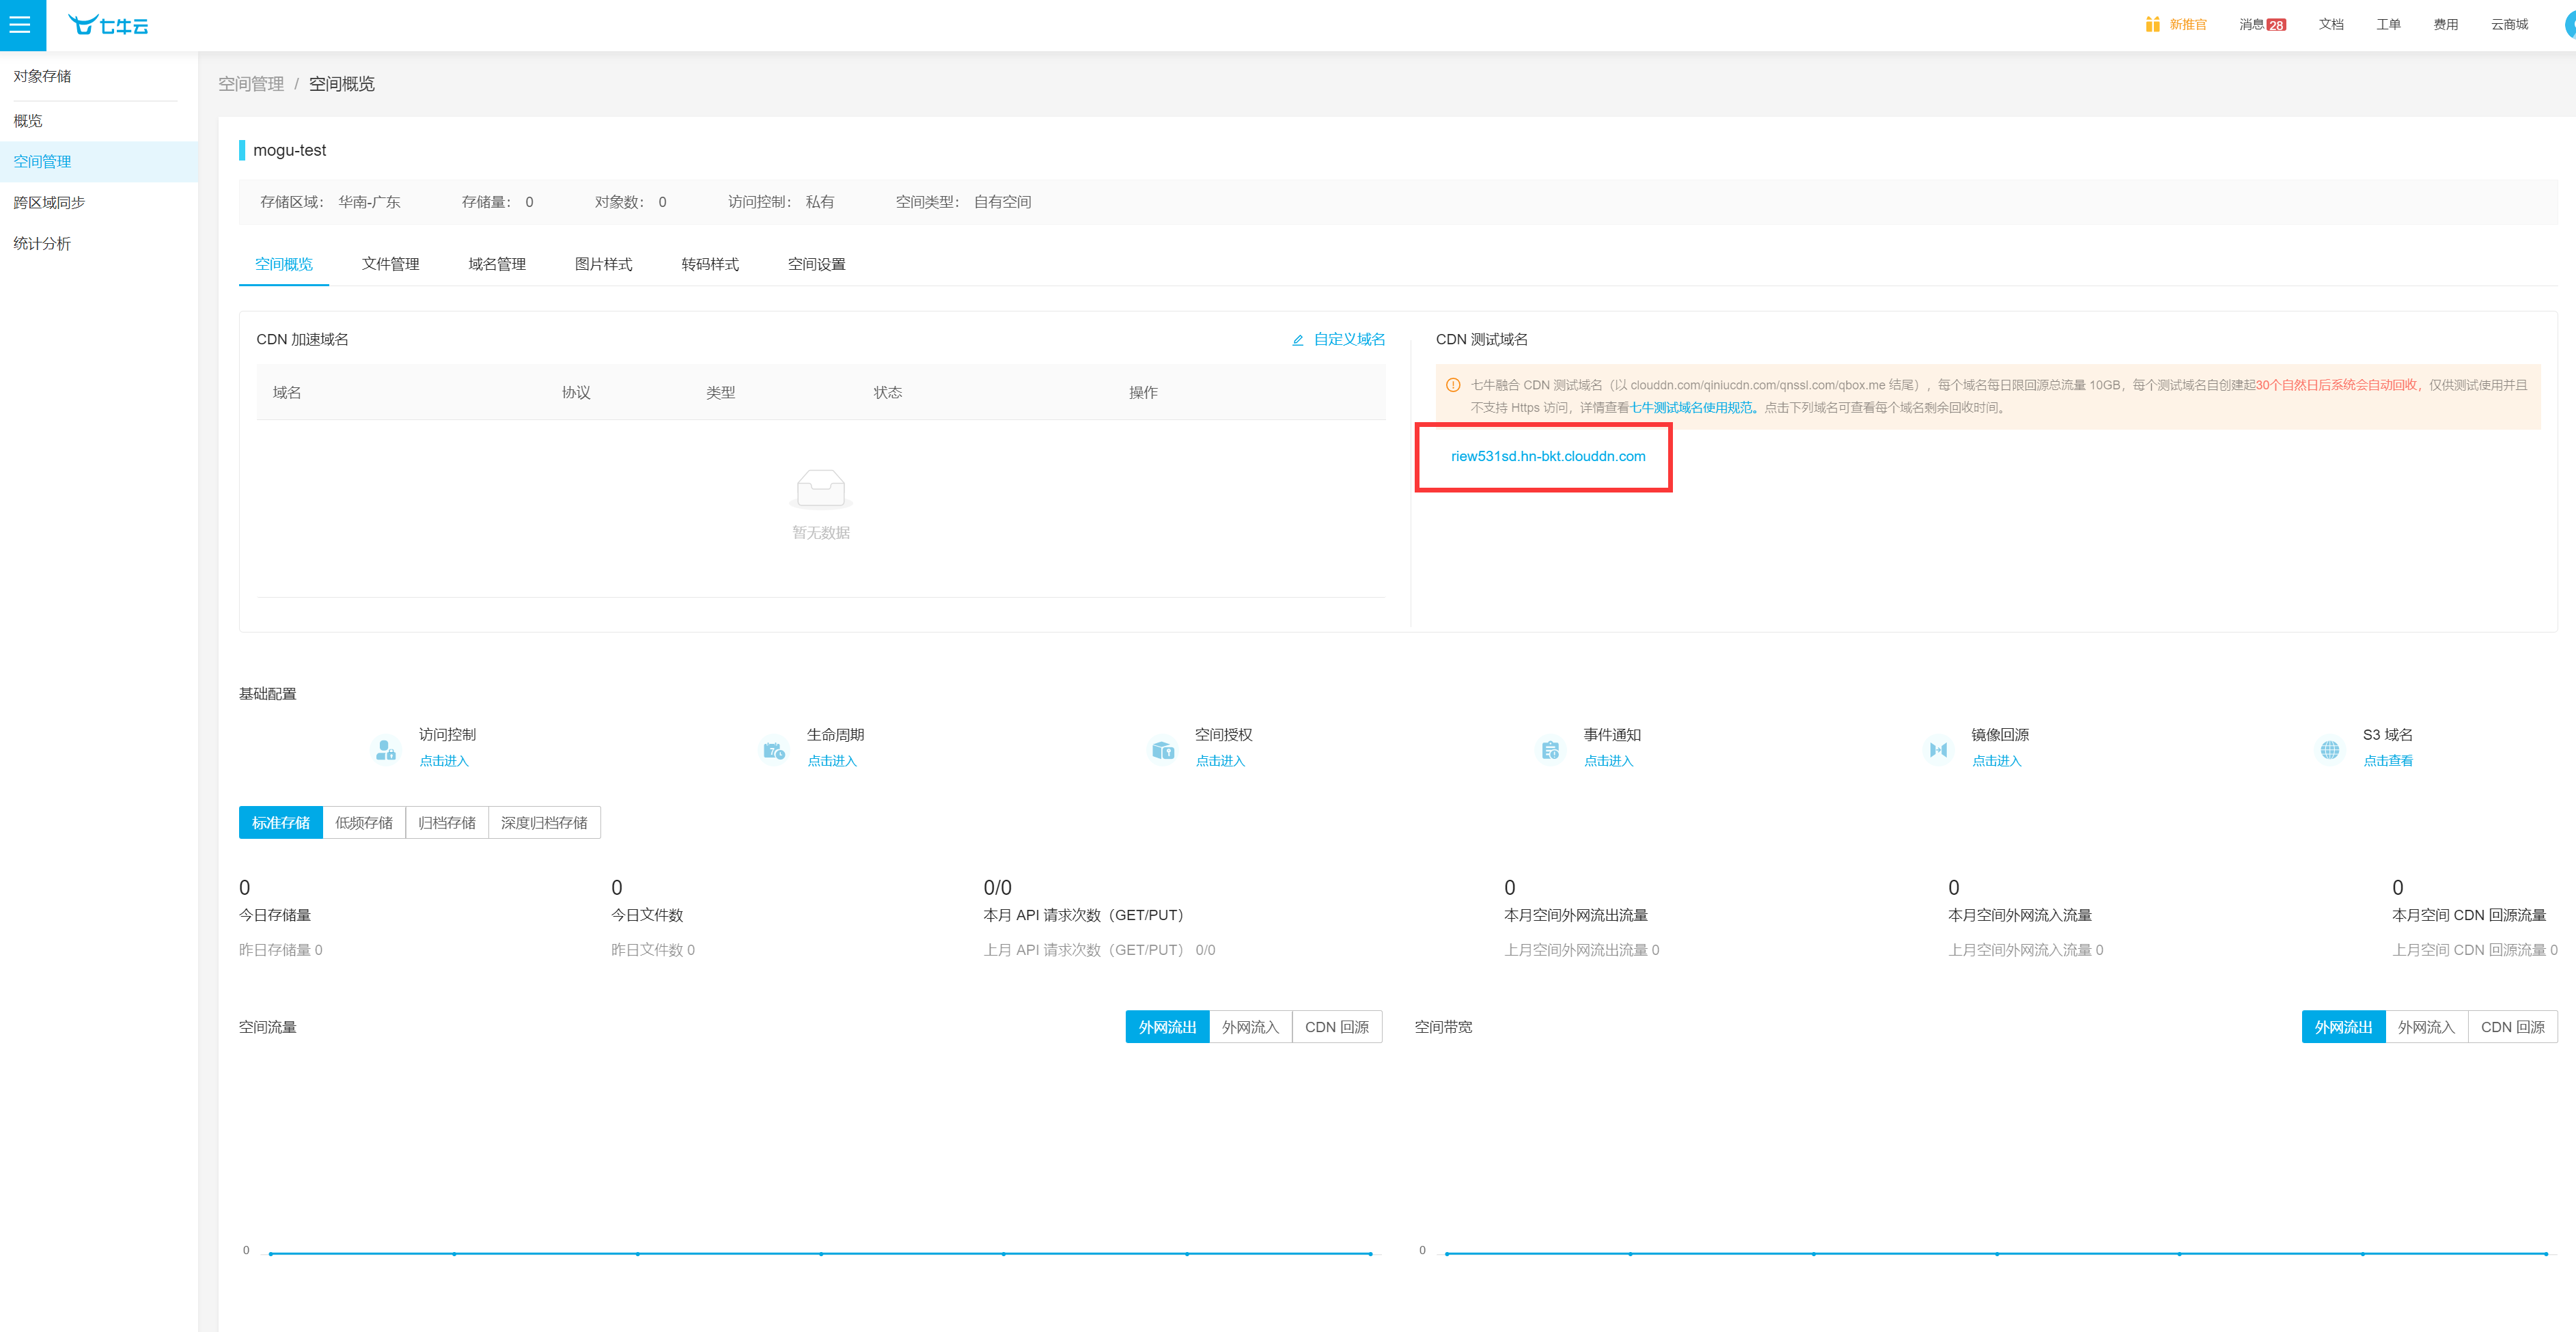 七牛云
新推官
消息 28
文档
工单
费用
云商城
对象存储
概览
空间管理
跨区域同步
统计分析
空间管理 / 空间概览
mogu-test
存储区域： 华南-广东
存储量： 0
对象数： 0
访问控制： 私有
空间类型： 自有空间
空间概览
文件管理
域名管理
图片样式
转码样式
空间设置
CDN 加速域名
自定义域名
域名 协议 类型 状态 操作
暂无数据
CDN 测试域名
七牛融合 CDN 测试域名（以 clouddn.com/qiniucdn.com/qnssl.com/qbox.me 结尾），每个域名每日限回源总流量 10GB，每个测试域名自创建起30个自然日后系统会自动回收，仅供测试使用并且
不支持 Https 访问，详情查看七牛测试域名使用规范。点击下列域名可查看每个域名剩余回收时间。
riew531sd.hn-bkt.clouddn.com
基础配置
访问控制
点击进入
生命周期
点击进入
空间授权
点击进入
事件通知
点击进入
镜像回源
点击进入
S3 域名
点击查看
标准存储
低频存储
归档存储
深度归档存储
0
今日存储量
昨日存储量 0
0
今日文件数
昨日文件数 0
0/0
本月 API 请求次数（GET/PUT）
上月 API 请求次数（GET/PUT） 0/0
0
本月空间外网流出流量
上月空间外网流出流量 0
0
本月空间外网流入流量
上月空间外网流入流量 0
0
本月空间 CDN 回源流量
上月空间 CDN 回源流量 0
空间流量
外网流出
外网流入
CDN 回源
0
空间带宽
外网流出
外网流入
CDN 回源
0